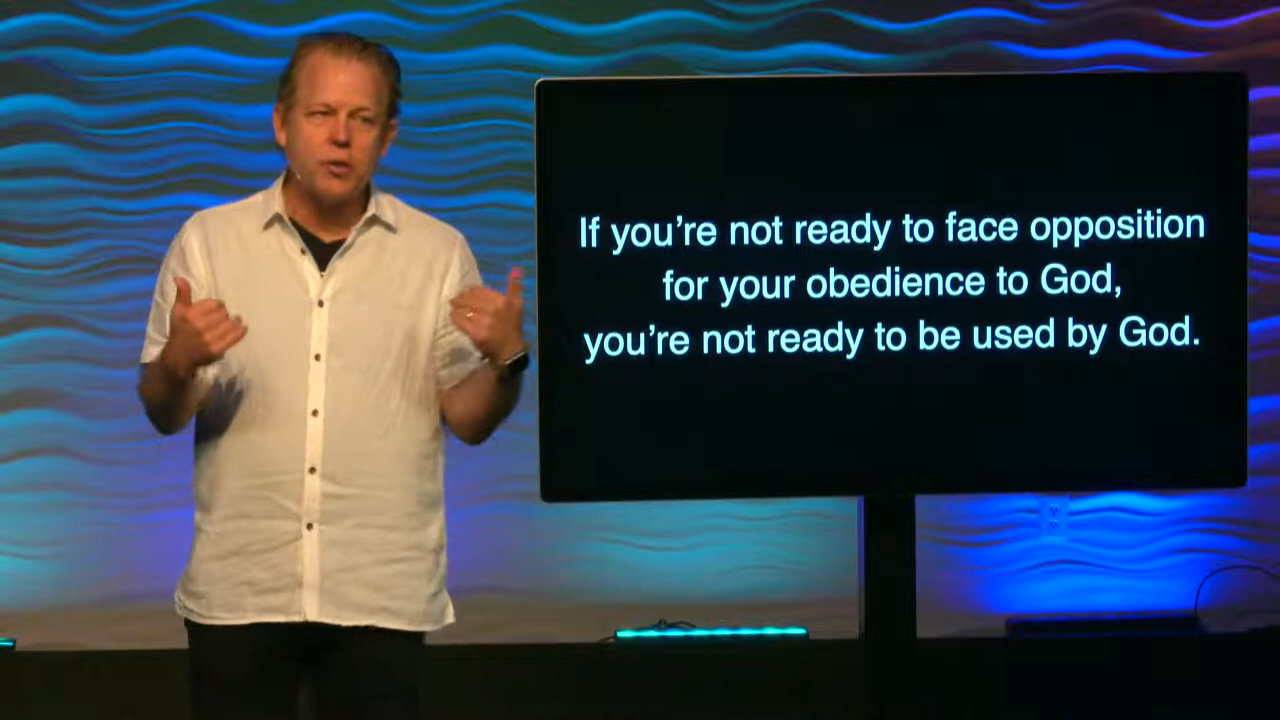 If you’re not ready to face opposition
for your obedience to God,
you’re not ready to be used by God.